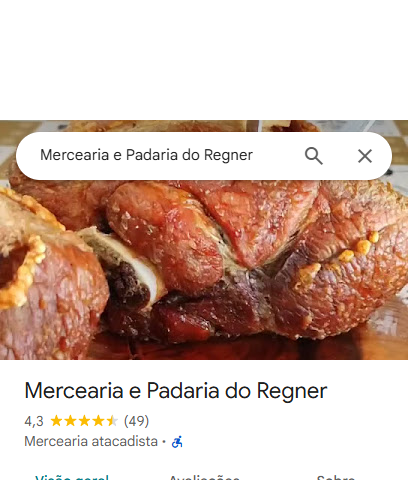 Mercearia e Padaria do Regner
Mercearia e Padaria do Regner
4,3 (49)
Mercearia atacadista ·
Visão geral Avaliações Sobre